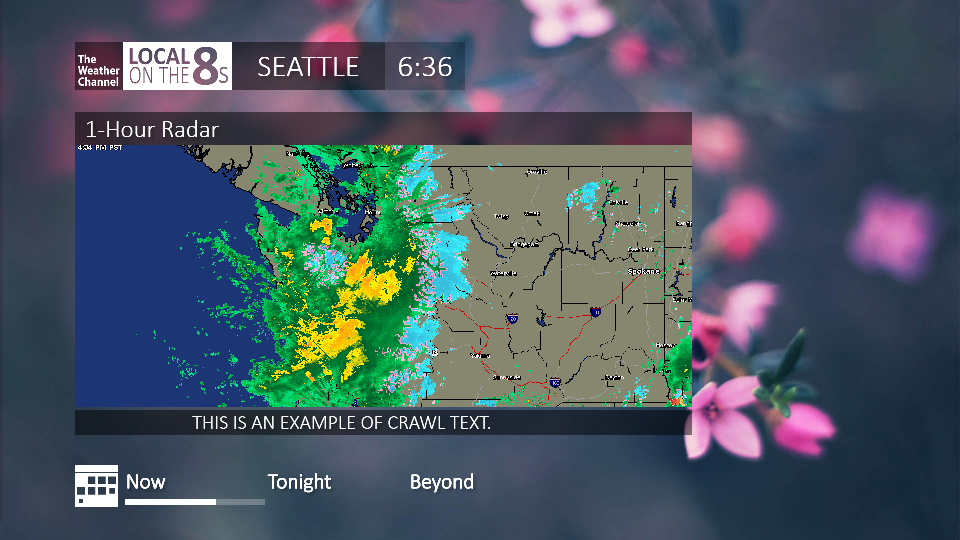 The Weather Channel
LOCAL ON THE 8s
SEATTLE
6:36
1-Hour Radar
4:34 PM PST
Spokane
THIS IS AN EXAMPLE OF CRAWL TEXT.
Now
Tonight
Beyond